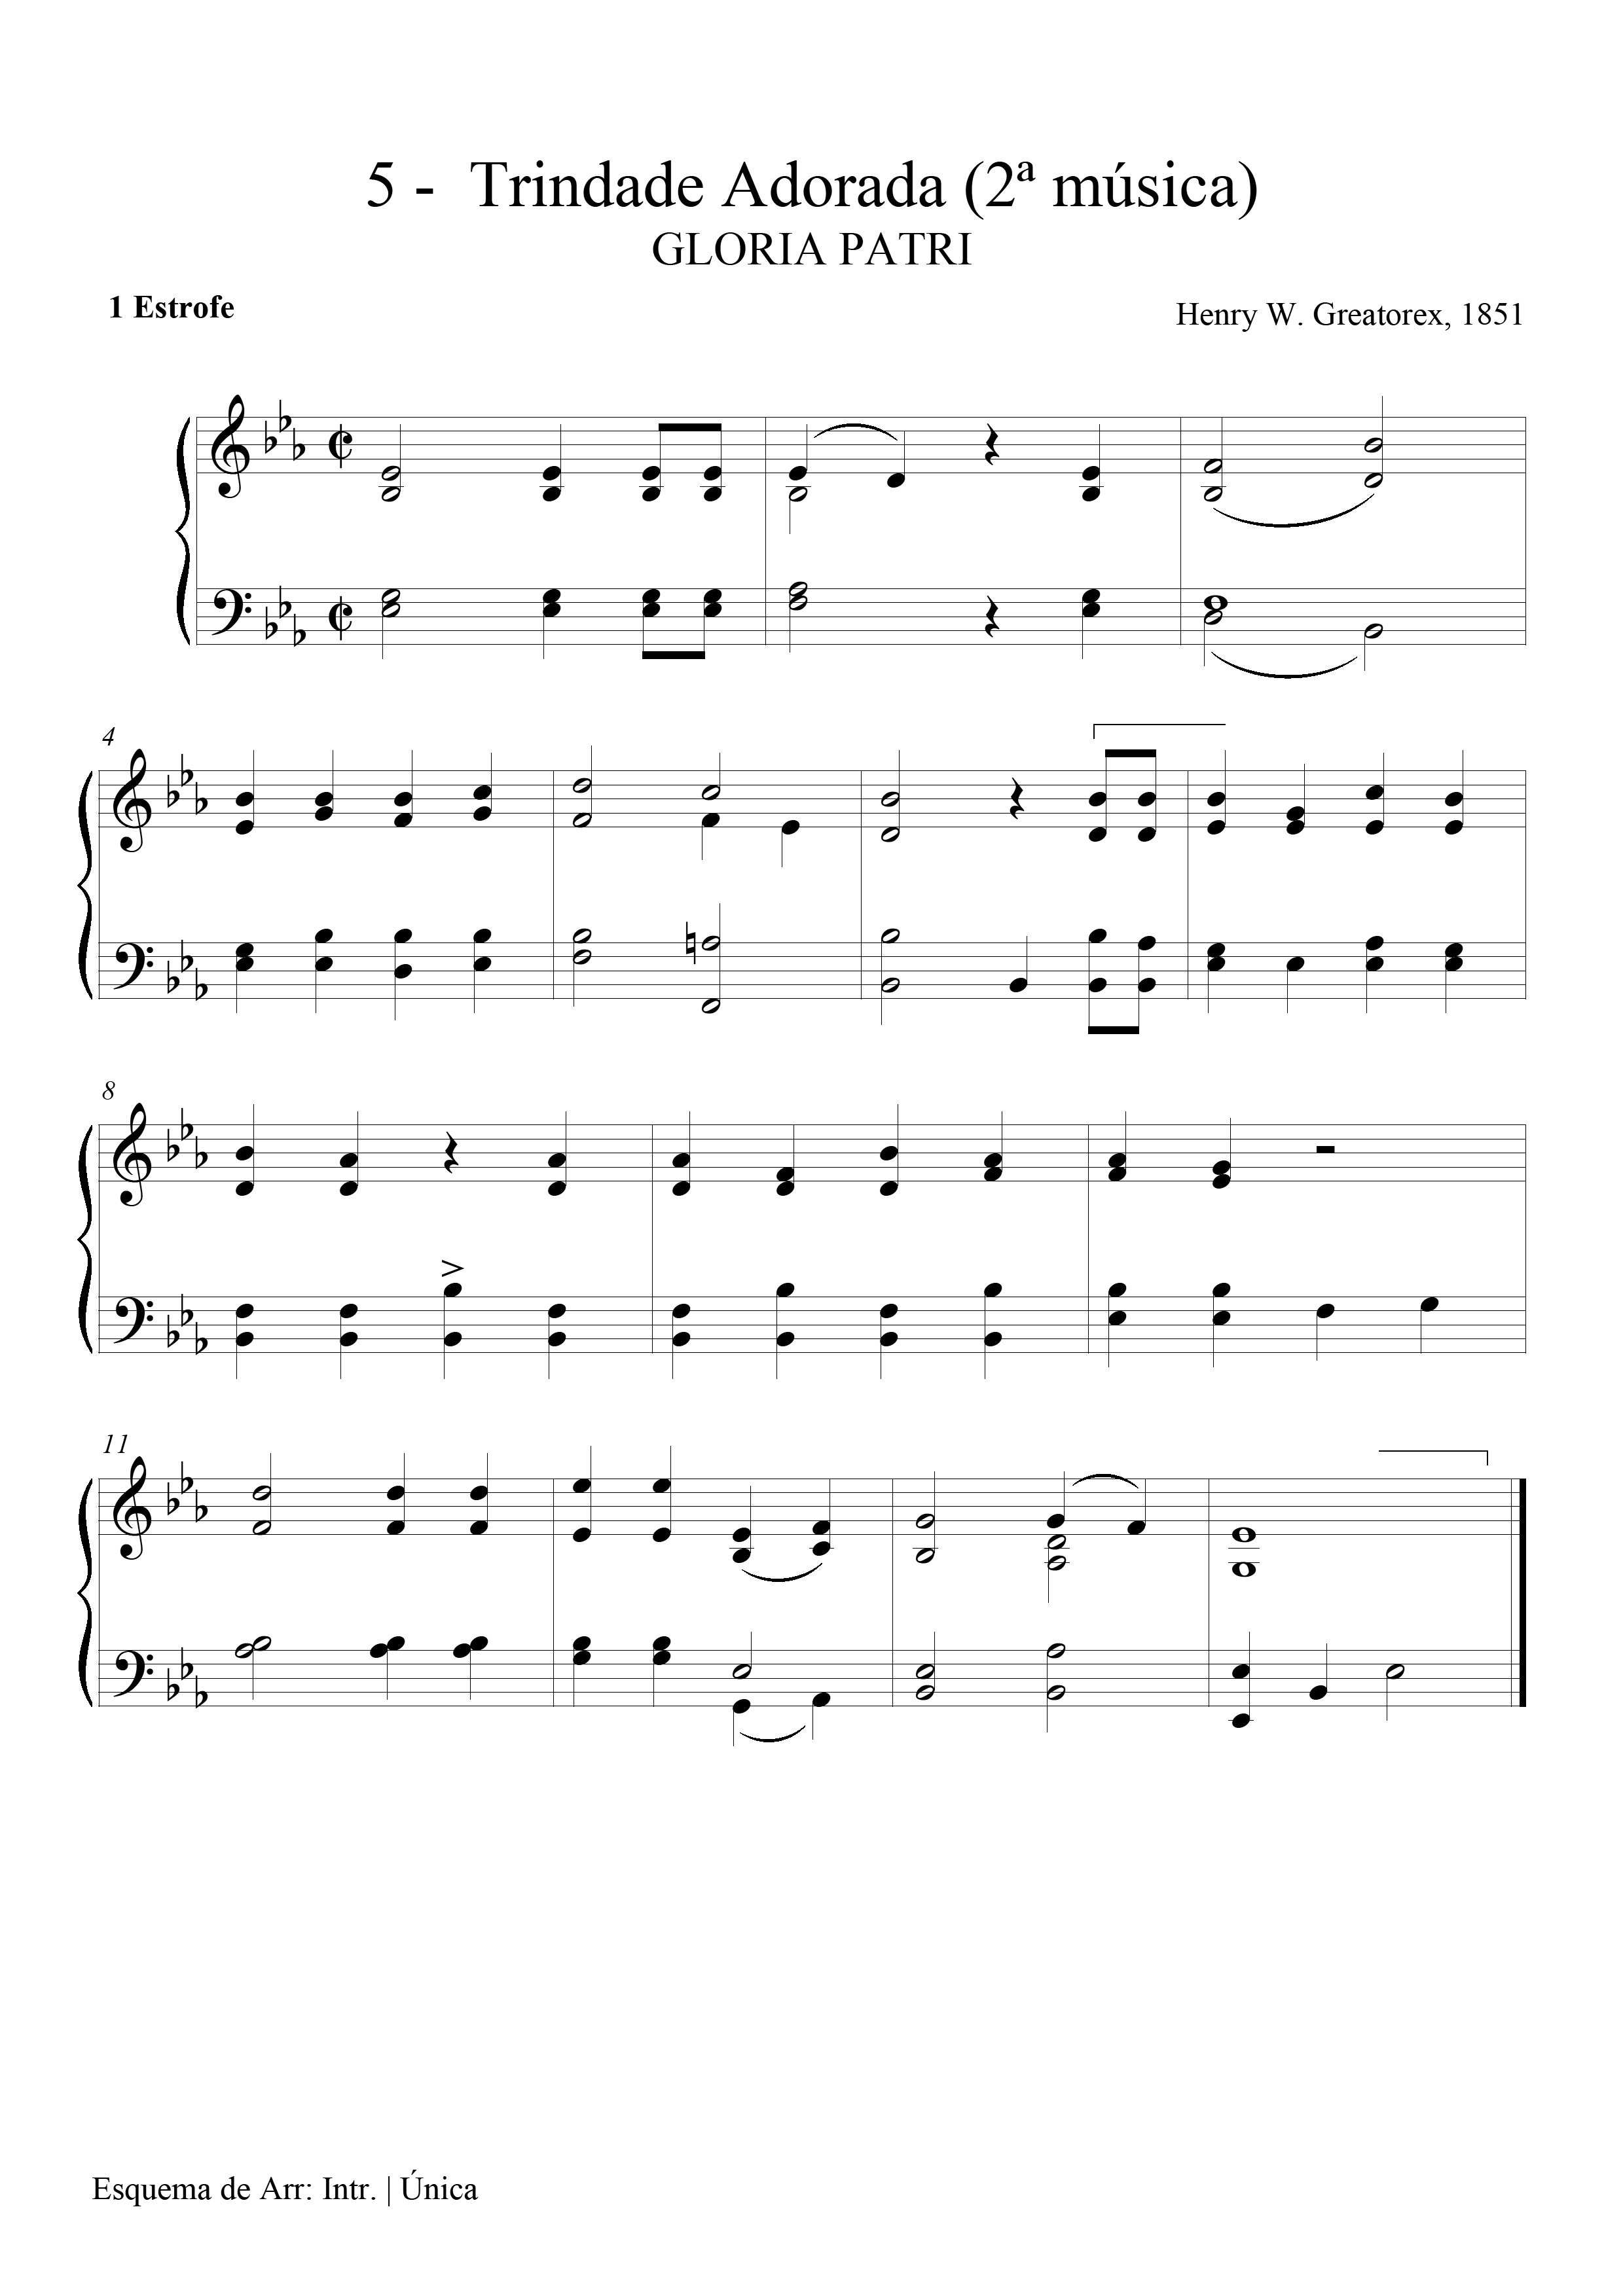 5 - Trindade Adorada (2ª música)
GLORIA PATRI
1 Estrofe
Henry W. Greatorex, 1851
4
8
11
Esquema de Arr: Intr. | Única